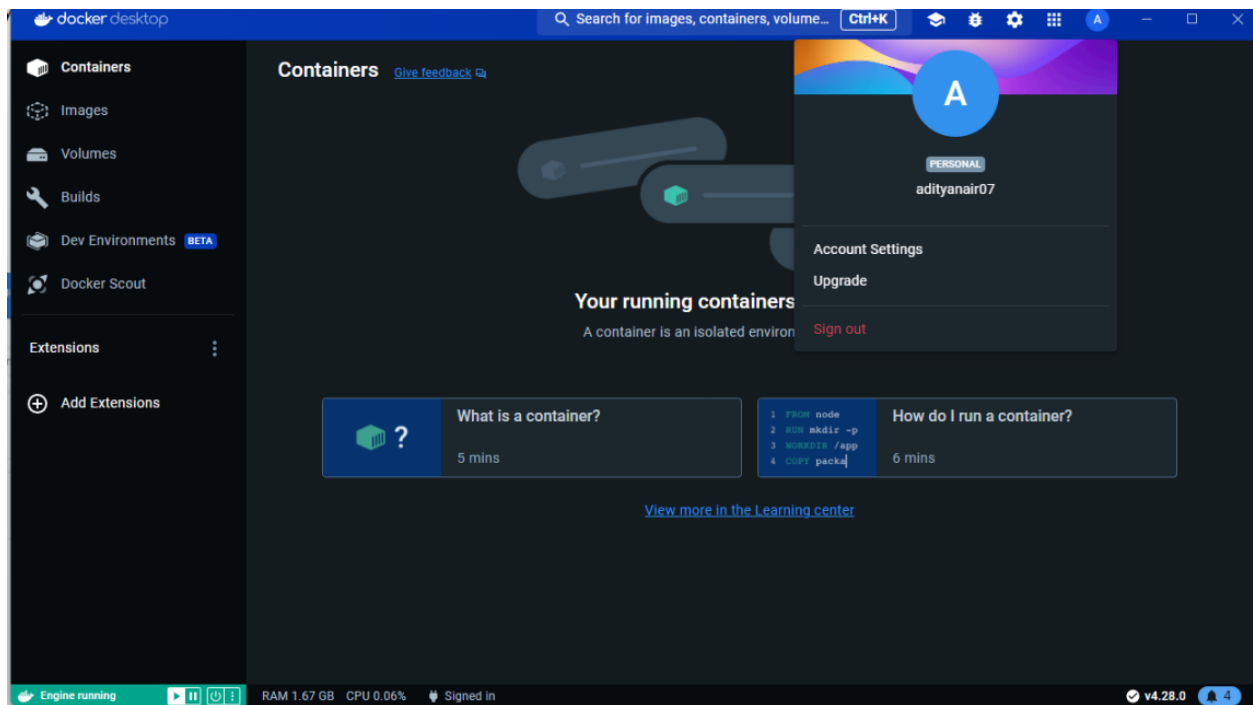 docker desktop
Search for images, containers, volume... Ctrl+K
A
Containers
Images
Volumes
Builds
Dev Environments BETA
Docker Scout
Extensions
Add Extensions
Containers Give feedback
A
PERSONAL
adityanair07
Account Settings
Upgrade
Sign out
Your running containers
A container is an isolated environ
?
What is a container?
5 mins
1 FROM node
2 RUN mkdir -p
3 WORKDIR /app
4 COPY packa
How do I run a container?
6 mins
View more in the Learning center
Engine running
RAM 1.67 GB CPU 0.06% Signed in
v4.28.0
4